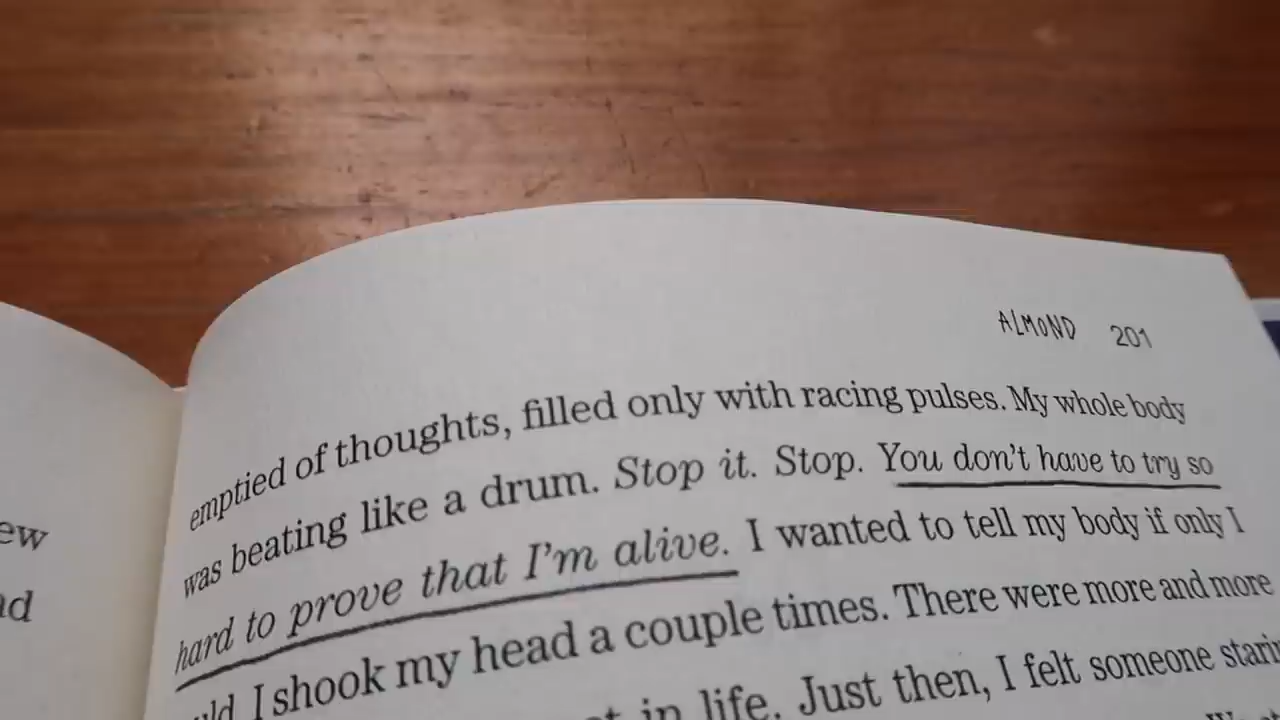 ew
ad
ALMOND 201
emptied of thoughts, filled only with racing pulses. My whole body
was beating like a drum. Stop it. Stop. You don't have to try so
hard to prove that I'm alive. I wanted to tell my body if only I
I shook my head a couple times. There were more and more
in life. Just then, I felt someone